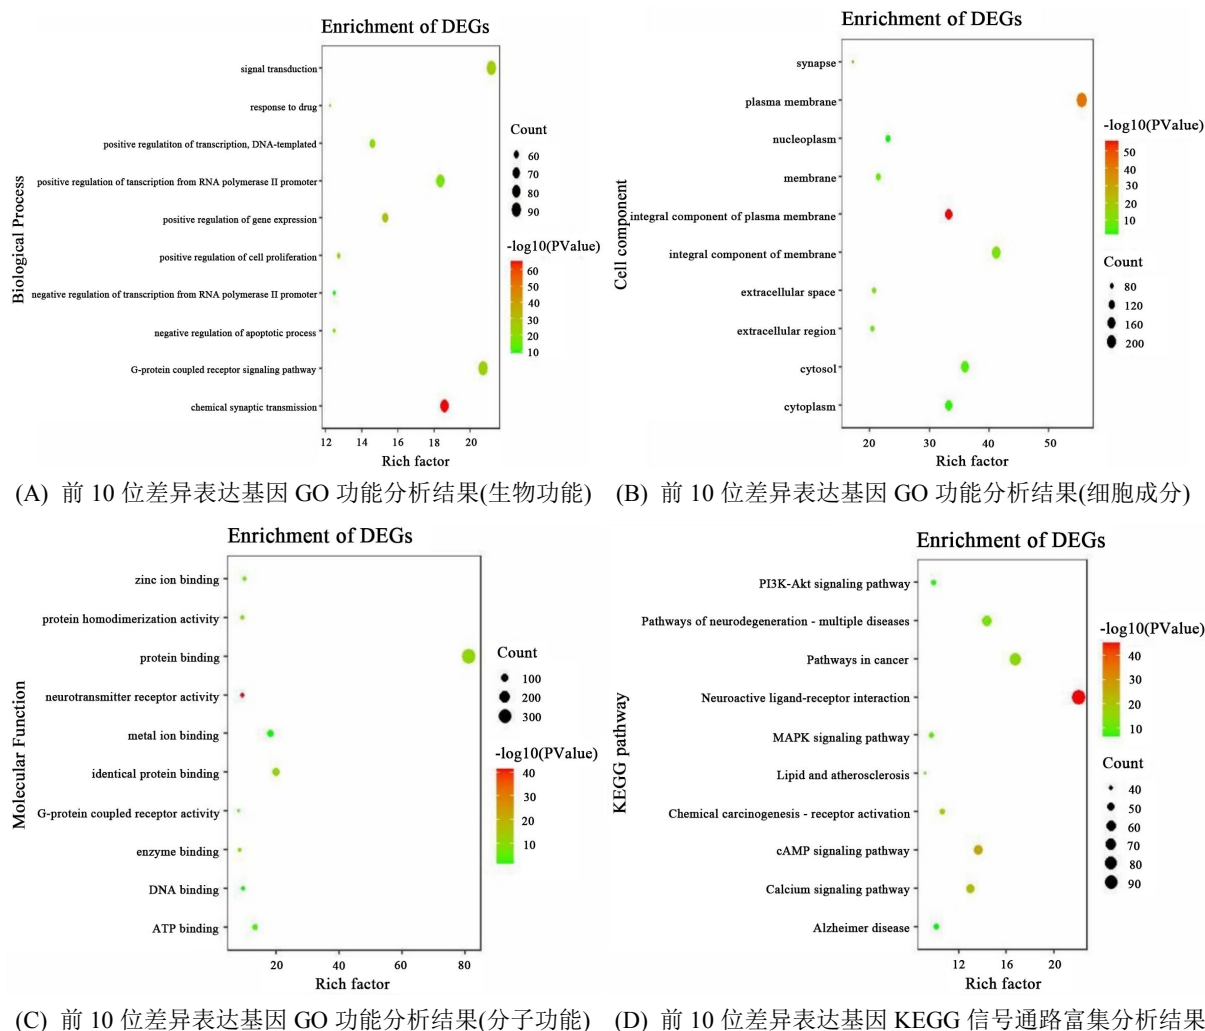 Enrichment of DEGs
Biological Process
signal transduction
response to drug
positive regulatiton of transcription, DNA-templated
positive regulation of tanscription from RNA polymerase II promoter
positive regulation of gene expression
positive regulation of cell proliferation
negative regulation of transcription from RNA polymerase II promoter
negative regulation of apoptotic process
G-protein coupled receptor signaling pathway
chemical synaptic transmission
12 14 16 18 20
Rich factor
Count
60
70
80
90
-log10(PValue)
60
50
40
30
20
10
(A) 前 10 位差异表达基因 GO 功能分析结果(生物功能)
Enrichment of DEGs
Cell component
synapse
plasma membrane
nucleoplasm
membrane
integral component of plasma membrane
integral component of membrane
extracellular space
extracellular region
cytosol
cytoplasm
20 30 40 50
Rich factor
-log10(PValue)
50
40
30
20
10
Count
80
120
160
200
(B) 前 10 位差异表达基因 GO 功能分析结果(细胞成分)
Enrichment of DEGs
Molecular Function
zinc ion binding
protein homodimerization activity
protein binding
neurotransmitter receptor activity
metal ion binding
identical protein binding
G-protein coupled receptor activity
enzyme binding
DNA binding
ATP binding
20 40 60 80
Rich factor
Count
100
200
300
-log10(PValue)
40
30
20
10
(C) 前 10 位差异表达基因 GO 功能分析结果(分子功能)
Enrichment of DEGs
KEGG pathway
PI3K-Akt signaling pathway
Pathways of neurodegeneration - multiple diseases
Pathways in cancer
Neuroactive ligand-receptor interaction
MAPK signaling pathway
Lipid and atherosclerosis
Chemical carcinogenesis - receptor activation
cAMP signaling pathway
Calcium signaling pathway
Alzheimer disease
12 16 20
Rich factor
-log10(PValue)
40
30
20
10
Count
40
50
60
70
80
90
(D) 前 10 位差异表达基因 KEGG 信号通路富集分析结果